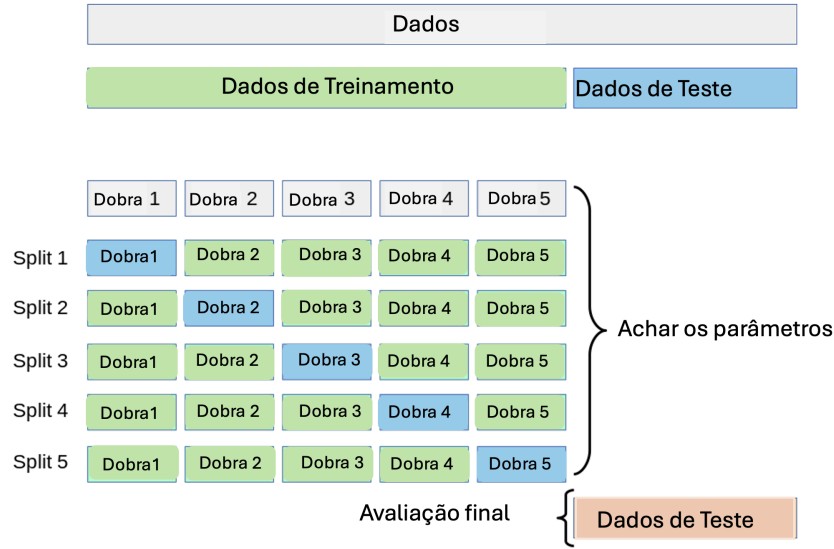 Dados
Dados de Treinamento Dados de Teste
Dobra 1 Dobra 2 Dobra 3 Dobra 4 Dobra 5
Split 1 Dobra1 Dobra 2 Dobra 3 Dobra 4 Dobra 5
Split 2 Dobra1 Dobra 2 Dobra 3 Dobra 4 Dobra 5
Achar os parâmetros
Split 3 Dobra1 Dobra 2 Dobra 3 Dobra 4 Dobra 5
Split 4 Dobra1 Dobra 2 Dobra 3 Dobra 4 Dobra 5
Split 5 Dobra1 Dobra 2 Dobra 3 Dobra 4 Dobra 5
Avaliação final Dados de Teste